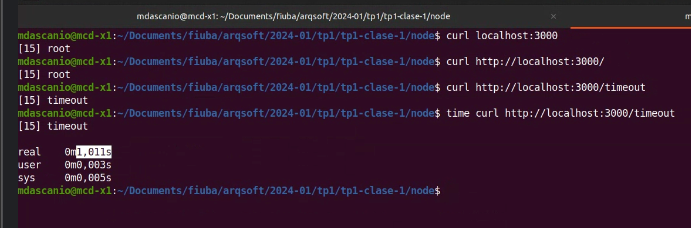 mdascanio@mcd-x1: ~/Documents/fiuba/arqsoft/2024-01/tp1/tp1-clase-1/node
mdascanio@mcd-x1:~/Documents/fiuba/arqsoft/2024-01/tp1/tp1-clase-1/node$ curl localhost:3000
[15] root
mdascanio@mcd-x1:~/Documents/fiuba/arqsoft/2024-01/tp1/tp1-clase-1/node$ curl http://localhost:3000/
[15] root
mdascanio@mcd-x1:~/Documents/fiuba/arqsoft/2024-01/tp1/tp1-clase-1/node$ curl http://localhost:3000/timeout
[15] timeout
mdascanio@mcd-x1:~/Documents/fiuba/arqsoft/2024-01/tp1/tp1-clase-1/node$ time curl http://localhost:3000/timeout
[15] timeout
real 0m1,011s
user 0m0,003s
sys 0m0,005s
mdascanio@mcd-x1:~/Documents/fiuba/arqsoft/2024-01/tp1/tp1-clase-1/node$